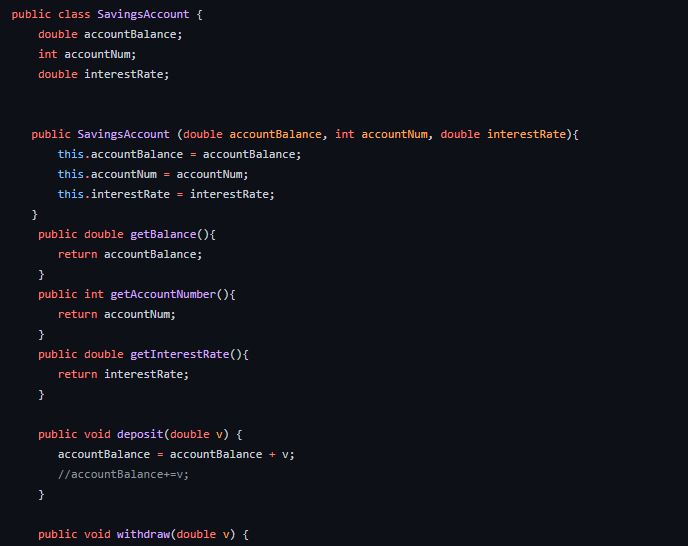 public class SavingsAccount {
    double accountBalance;
    int accountNum;
    double interestRate;


   public SavingsAccount (double accountBalance, int accountNum, double interestRate){
       this.accountBalance = accountBalance;
       this.accountNum = accountNum;
       this.interestRate = interestRate;
   }
    public double getBalance(){
       return accountBalance;
    }
    public int getAccountNumber(){
       return accountNum;
    }
    public double getInterestRate(){
       return interestRate;
    }

    public void deposit(double v) {
       accountBalance = accountBalance + v;
       //accountBalance+=v;
    }

    public void withdraw(double v) {